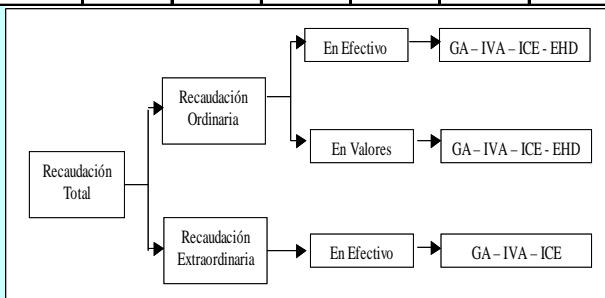 En Efectivo
GA – IVA – ICE - EHD
Recaudación
Ordinaria
En Valores
GA – IVA – ICE - EHD
Recaudación
Total
Recaudación
Extraordinaria
En Efectivo
GA – IVA – ICE